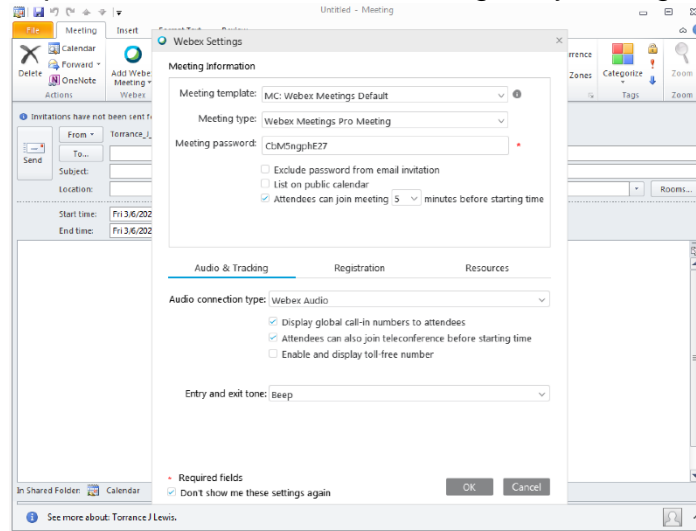 Untitled - Meeting
File Meeting Insert Format Text Review
Delete
Calendar
Forward
OneNote
Actions
Add Webex
Meeting
Webex
rrence
Zones
Categorize
Tags
Zoom
Zoom
Invitations have not been sent f
Send
From
Torrance_J_
To...
Subject:
Location:
Rooms...
Start time: Fri 3/6/202
End time: Fri 3/6/202
Webex Settings
Meeting Information
Meeting template: MC: Webex Meetings Default
Meeting type: Webex Meetings Pro Meeting
Meeting password: CbM5ngphE27 *
Exclude password from email invitation
List on public calendar
Attendees can join meeting 5 minutes before starting time
Audio & Tracking Registration Resources
Audio connection type: Webex Audio
Display global call-in numbers to attendees
Attendees can also join teleconference before starting time
Enable and display toll-free number
Entry and exit tone: Beep
* Required fields
Don't show me these settings again
OK Cancel
In Shared Folder: Calendar
See more about: Torrance J Lewis.